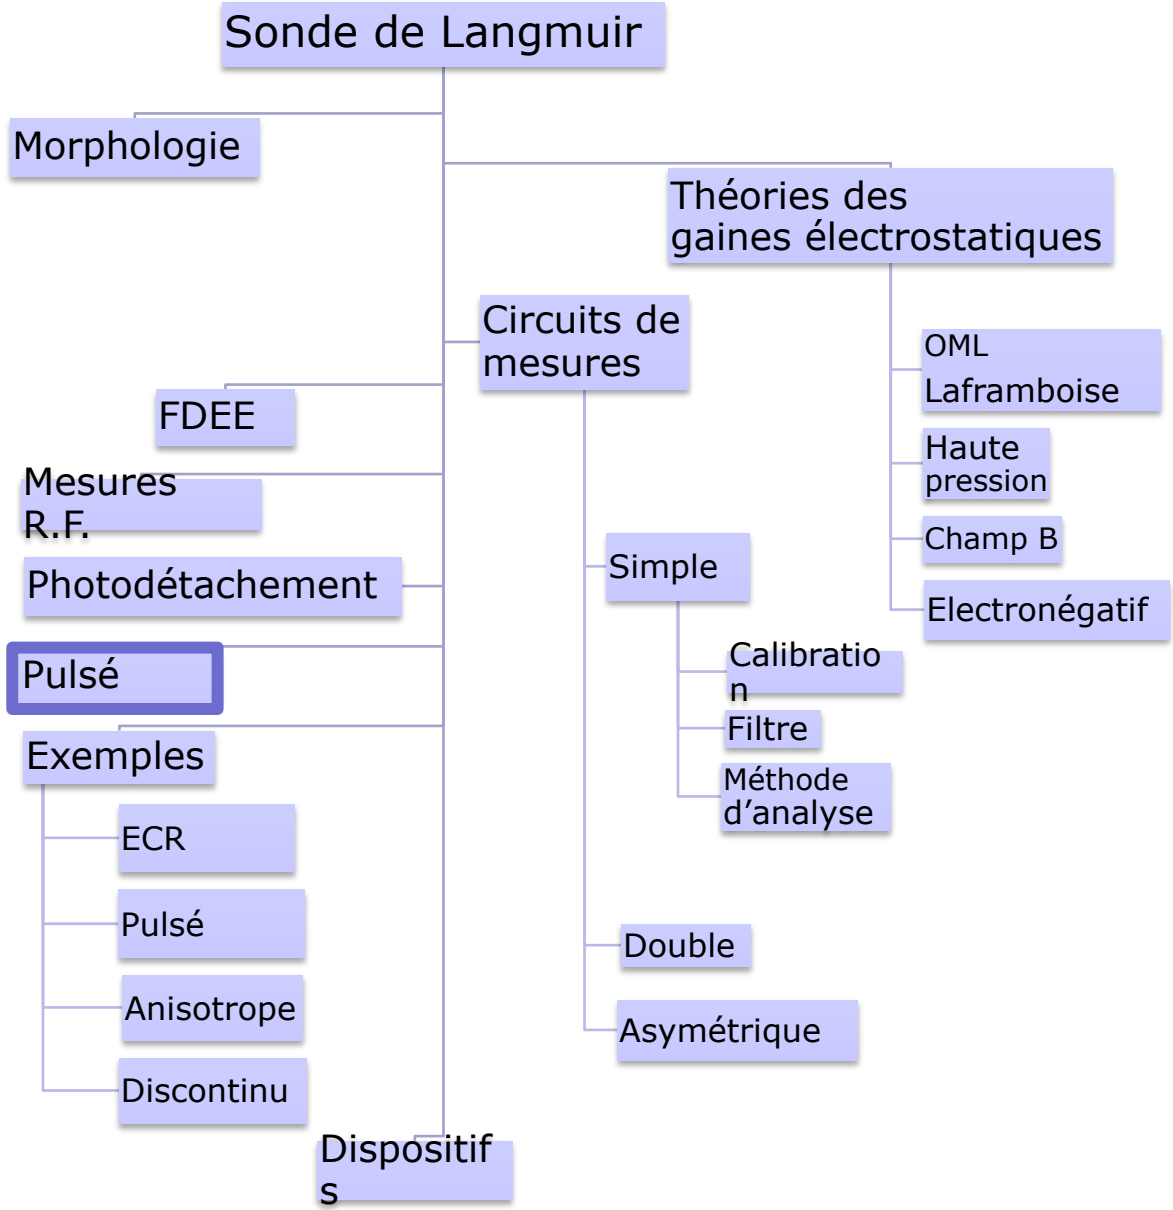 Sonde de Langmuir
Morphologie
Théories des
gaines électrostatiques
Circuits de
mesures
OML
Laframboise
FDEE
Haute
pression
Mesures
R.F.
Champ B
Simple
Photodétachement
Electronégatif
Calibratio
n
Pulsé
Filtre
Exemples
Méthode
d’analyse
ECR
Pulsé
Double
Anisotrope
Asymétrique
Discontinu
Dispositif
s